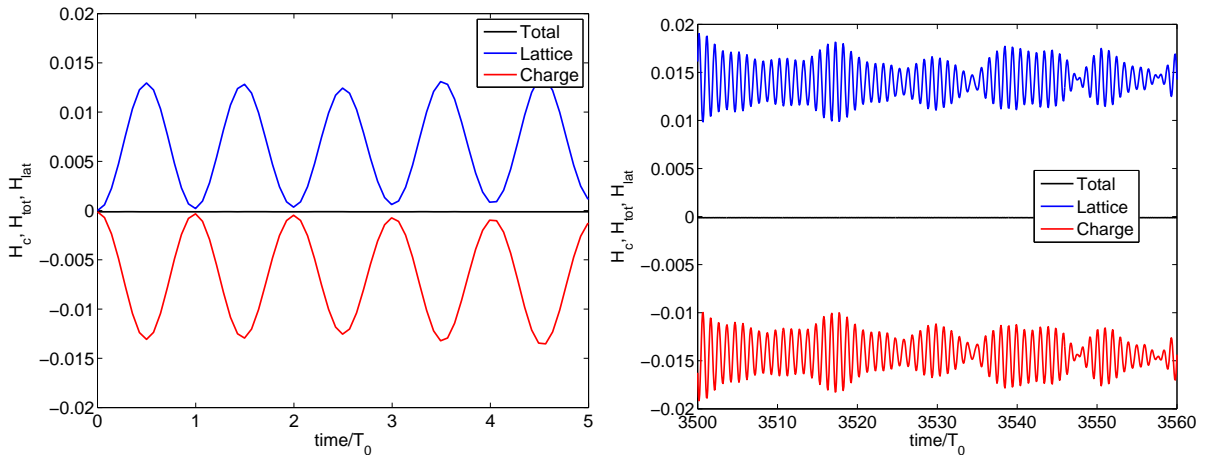 0.02
0.015
0.01
0.005
0
−0.005
−0.01
−0.015
−0.02
H_c, H_tot, H_lat
0 1 2 3 4 5
time/T_0
Total
Lattice
Charge
0.02
0.015
0.01
0.005
0
−0.005
−0.01
−0.015
−0.02
H_c, H_tot, H_lat
3500 3510 3520 3530 3540 3550 3560
time/T_0
Total
Lattice
Charge